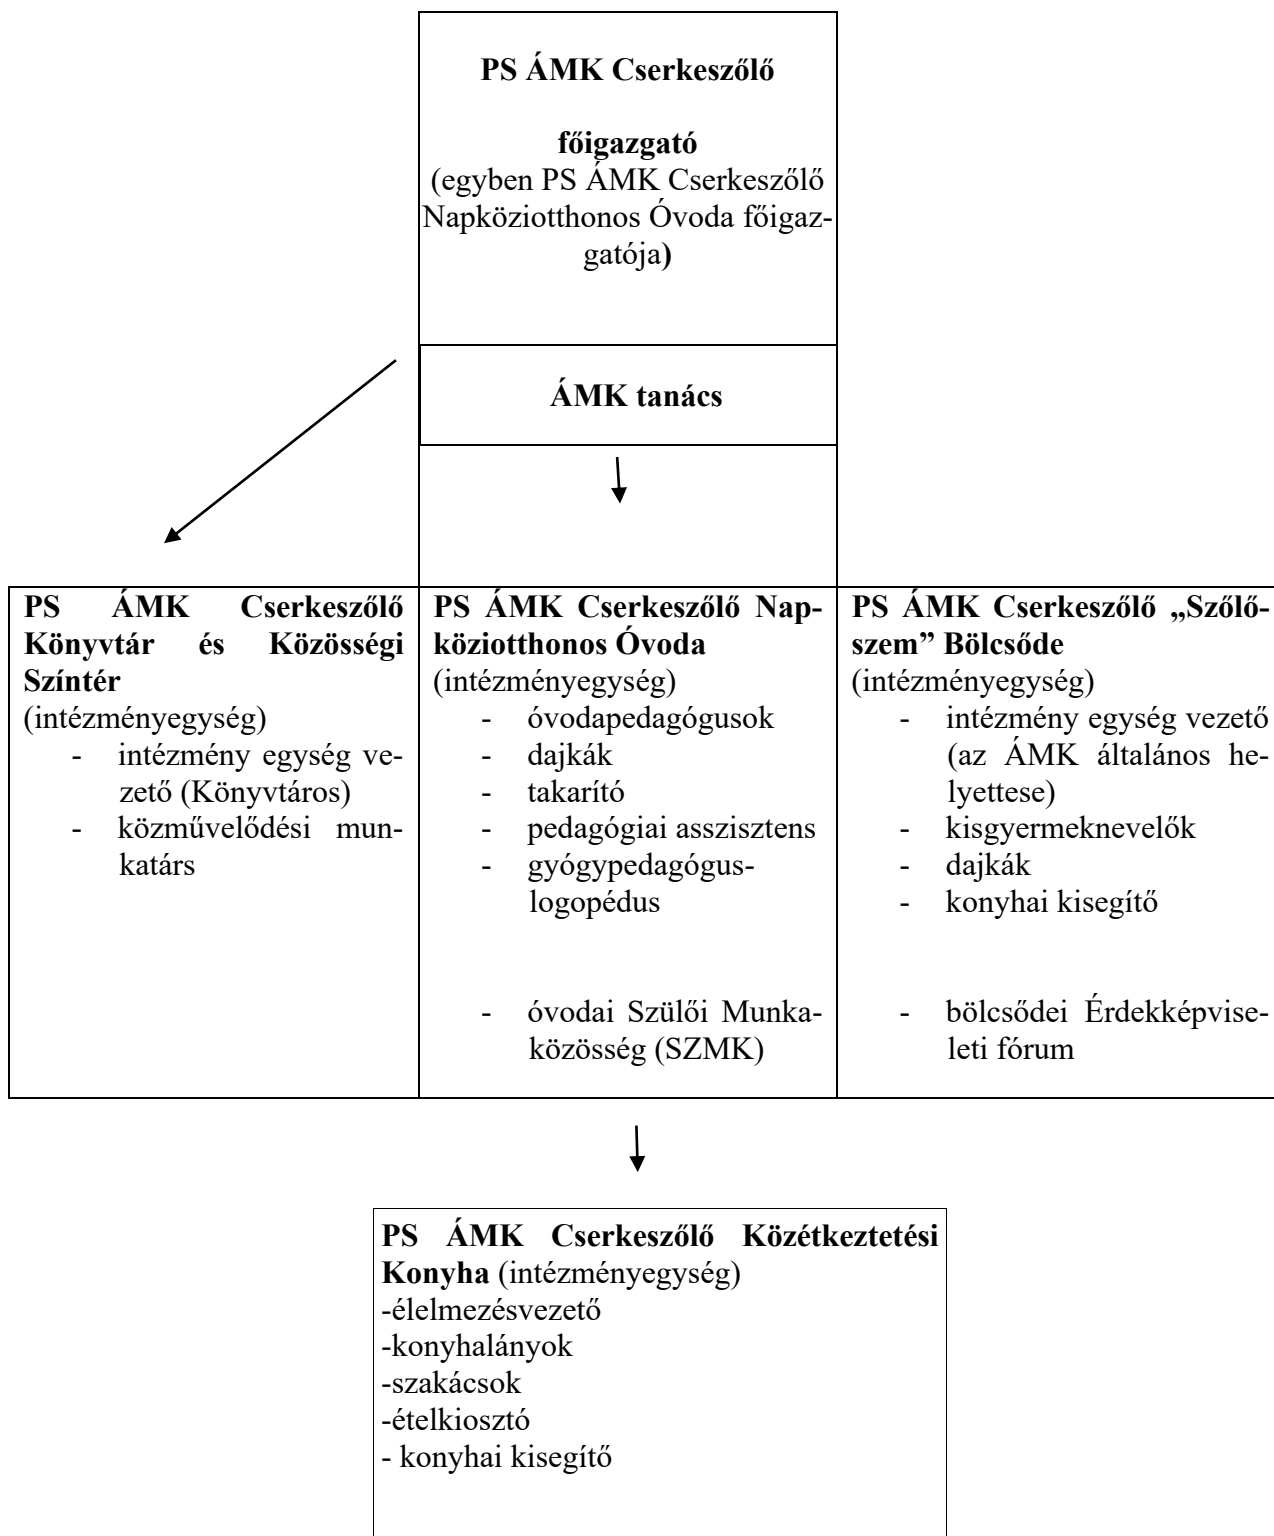 PS ÁMK Cserkeszőlő
főigazgató
(egyben PS ÁMK Cserkeszőlő
Napköziotthonos Óvoda főigaz-
gatója)
ÁMK tanács
PS ÁMK Cserkeszőlő
Könyvtár és Közösségi
Színtér
(intézményegység)
- intézmény egység ve-
zető (Könyvtáros)
- közművelődési mun-
katárs
PS ÁMK Cserkeszőlő Nap-
köziotthonos Óvoda
(intézményegység)
- óvodapedagógusok
- dajkák
- takarító
- pedagógiai asszisztens
- gyógypedagógus-
logopédus
- óvodai Szülői Munka-
közösség (SZMK)
PS ÁMK Cserkeszőlő „Szőlő-
szem” Bölcsőde
(intézményegység)
- intézmény egység vezető
(az ÁMK általános he-
lyettese)
- kisgyermeknevelők
- dajkák
- konyhai kisegítő
- bölcsődei Érdekképvise-
leti fórum
PS ÁMK Cserkeszőlő Közétkeztetési
Konyha (intézményegység)
-élelmezésvezető
-konyhalányok
-szakácsok
-ételkiosztó
- konyhai kisegítő